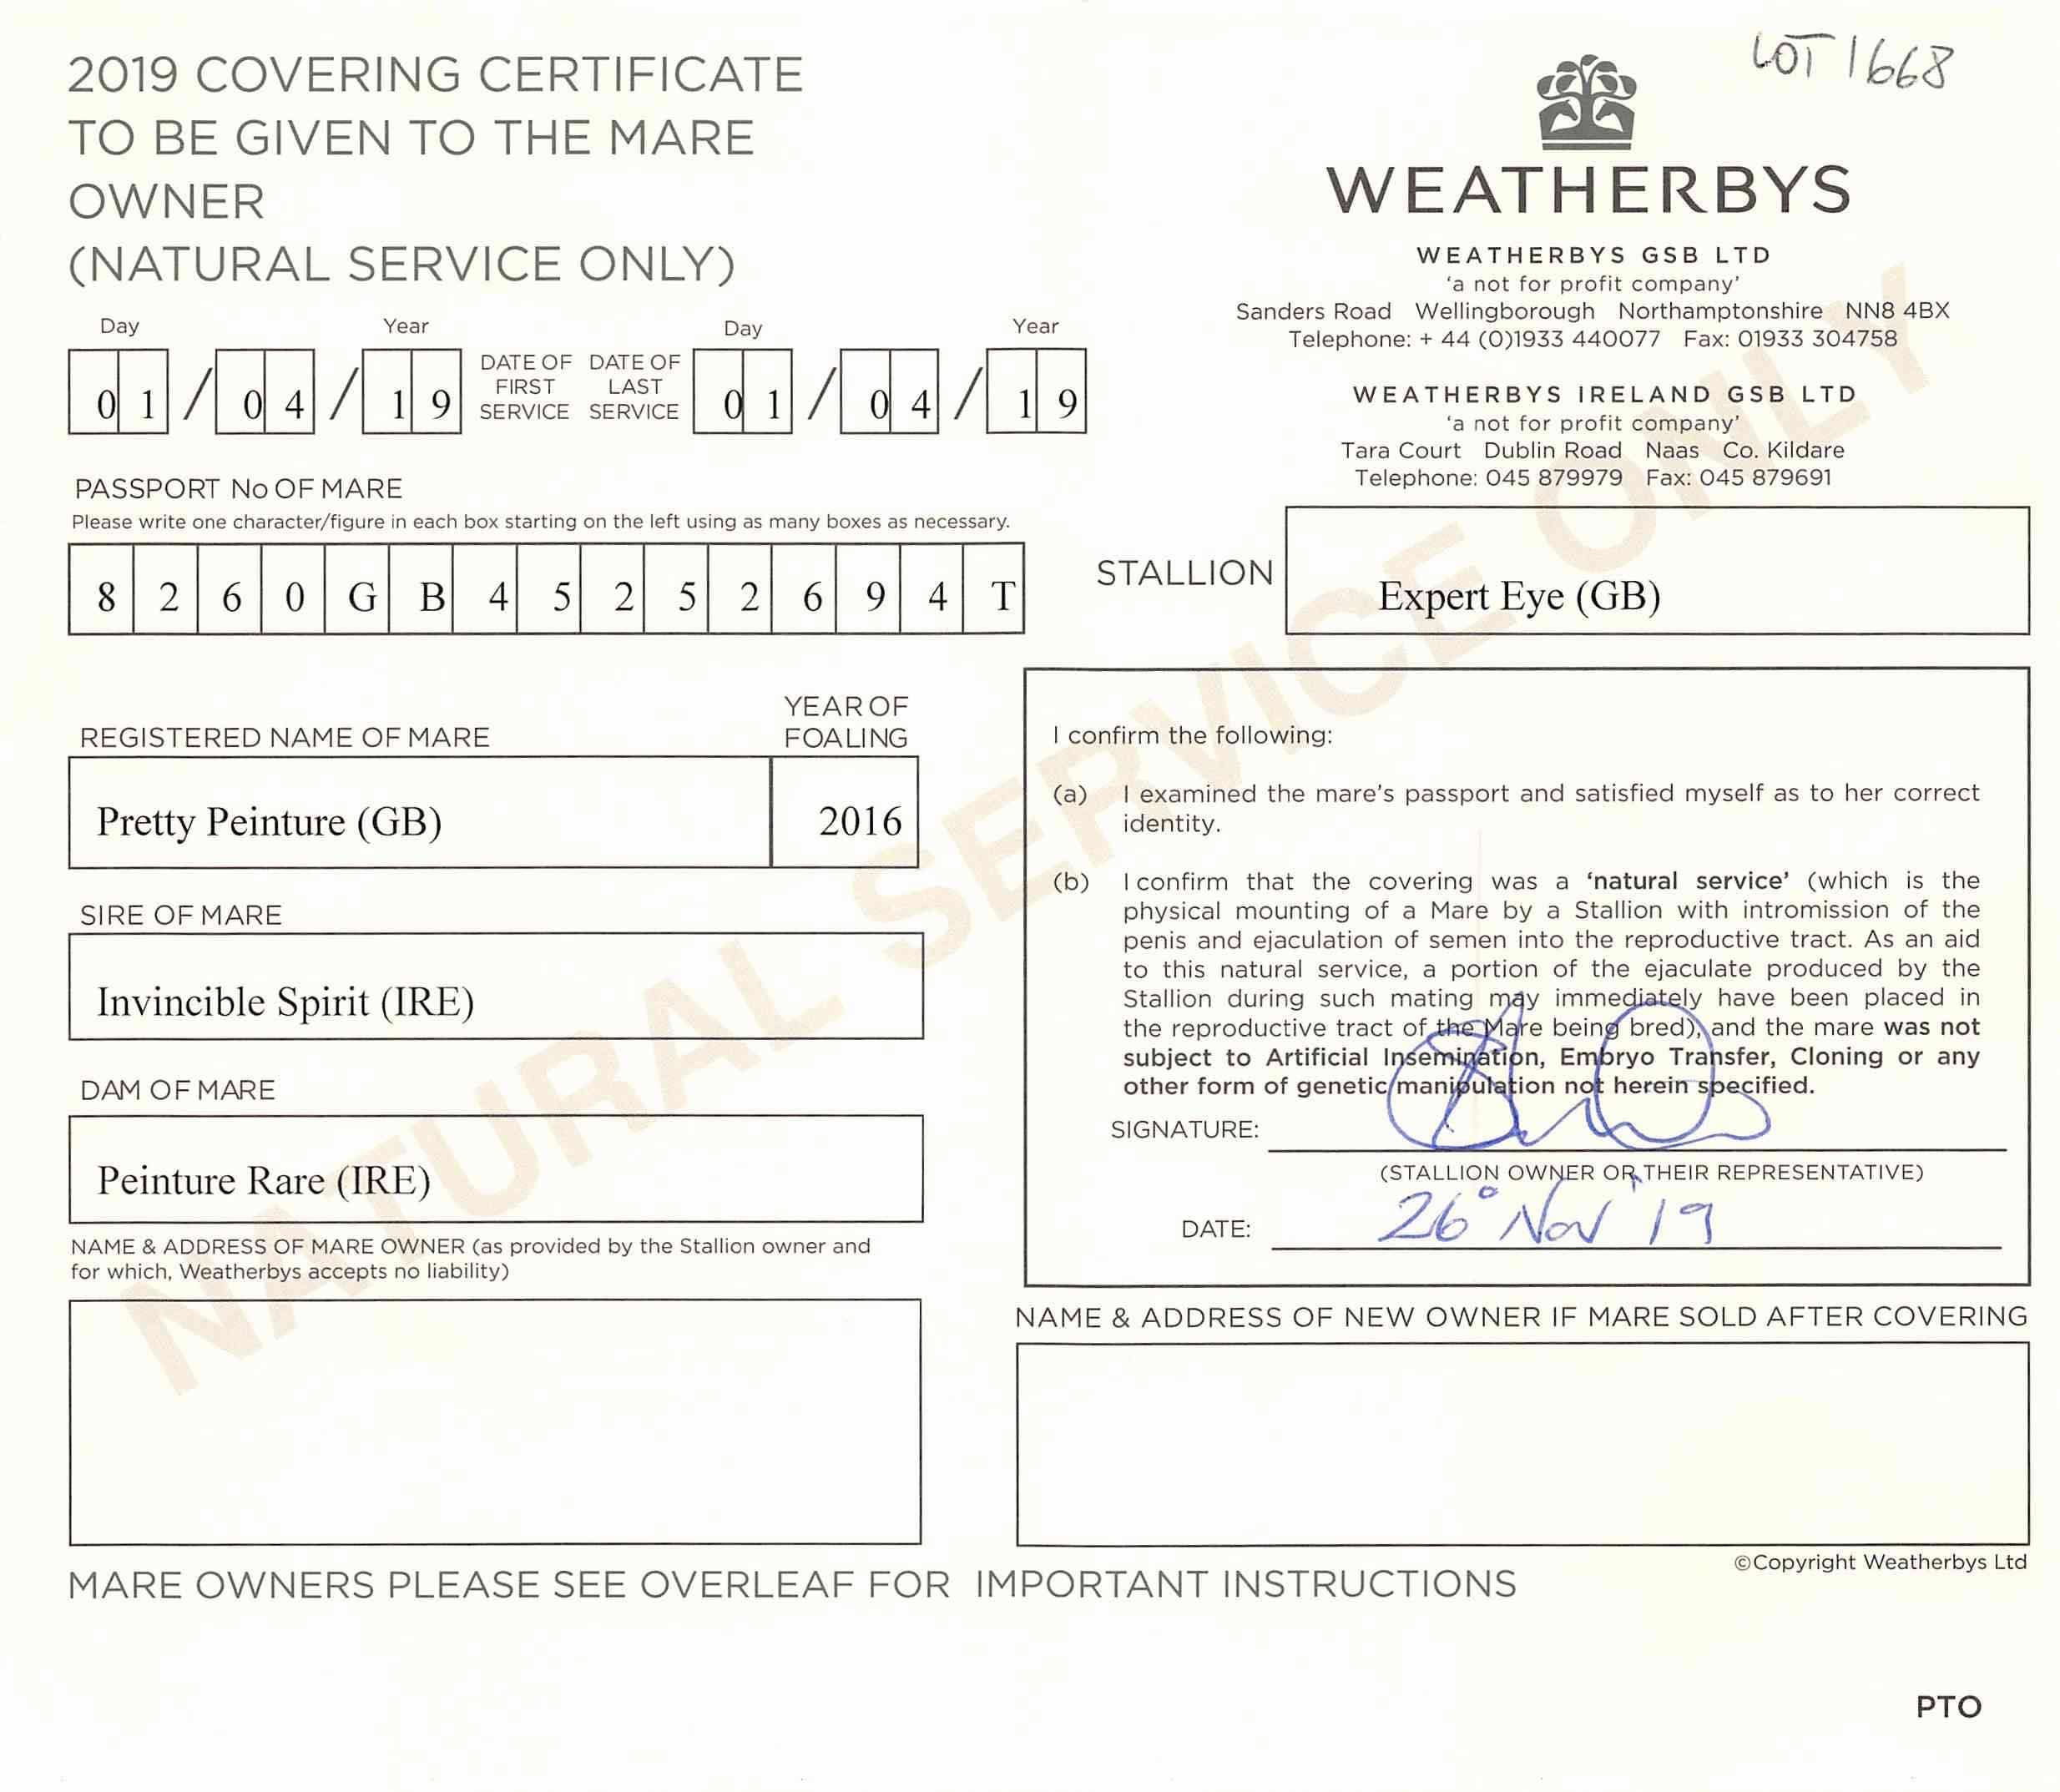 LOT 1668
2019 COVERING CERTIFICATE
TO BE GIVEN TO THE MARE
OWNER
(NATURAL SERVICE ONLY)
WEATHERBYS
WEATHERBYS GSB LTD
'a not for profit company'
Sanders Road Wellingborough Northamptonshire NN8 4BX
Telephone: + 44 (0)1933 440077 Fax: 01933 304758
WEATHERBYS IRELAND GSB LTD
'a not for profit company'
Tara Court Dublin Road Naas Co. Kildare
Telephone: 045 879979 Fax: 045 879691
Day Year Day Year
01/04/19 DATE OF FIRST SERVICE DATE OF LAST SERVICE 01/04/19
PASSPORT No OF MARE
Please write one character/figure in each box starting on the left using as many boxes as necessary.
8 2 6 0 G B 4 5 2 5 2 6 9 4 T
STALLION Expert Eye (GB)
REGISTERED NAME OF MARE YEAR OF FOALING
Pretty Peinture (GB) 2016
SIRE OF MARE
Invincible Spirit (IRE)
DAM OF MARE
Peinture Rare (IRE)
NAME & ADDRESS OF MARE OWNER (as provided by the Stallion owner and
for which, Weatherbys accepts no liability)
I confirm the following:
(a) I examined the mare's passport and satisfied myself as to her correct
identity.
(b) I confirm that the covering was a 'natural service' (which is the
physical mounting of a Mare by a Stallion with intromission of the
penis and ejaculation of semen into the reproductive tract. As an aid
to this natural service, a portion of the ejaculate produced by the
Stallion during such mating may immediately have been placed in
the reproductive tract of the Mare being bred), and the mare was not
subject to Artificial Insemination, Embryo Transfer, Cloning or any
other form of genetic manipulation not herein specified.
SIGNATURE:
(STALLION OWNER OR THEIR REPRESENTATIVE)
DATE: 26° Nov '19
NAME & ADDRESS OF NEW OWNER IF MARE SOLD AFTER COVERING
©Copyright Weatherbys Ltd
MARE OWNERS PLEASE SEE OVERLEAF FOR IMPORTANT INSTRUCTIONS
PTO
NATURAL SERVICE ONLY